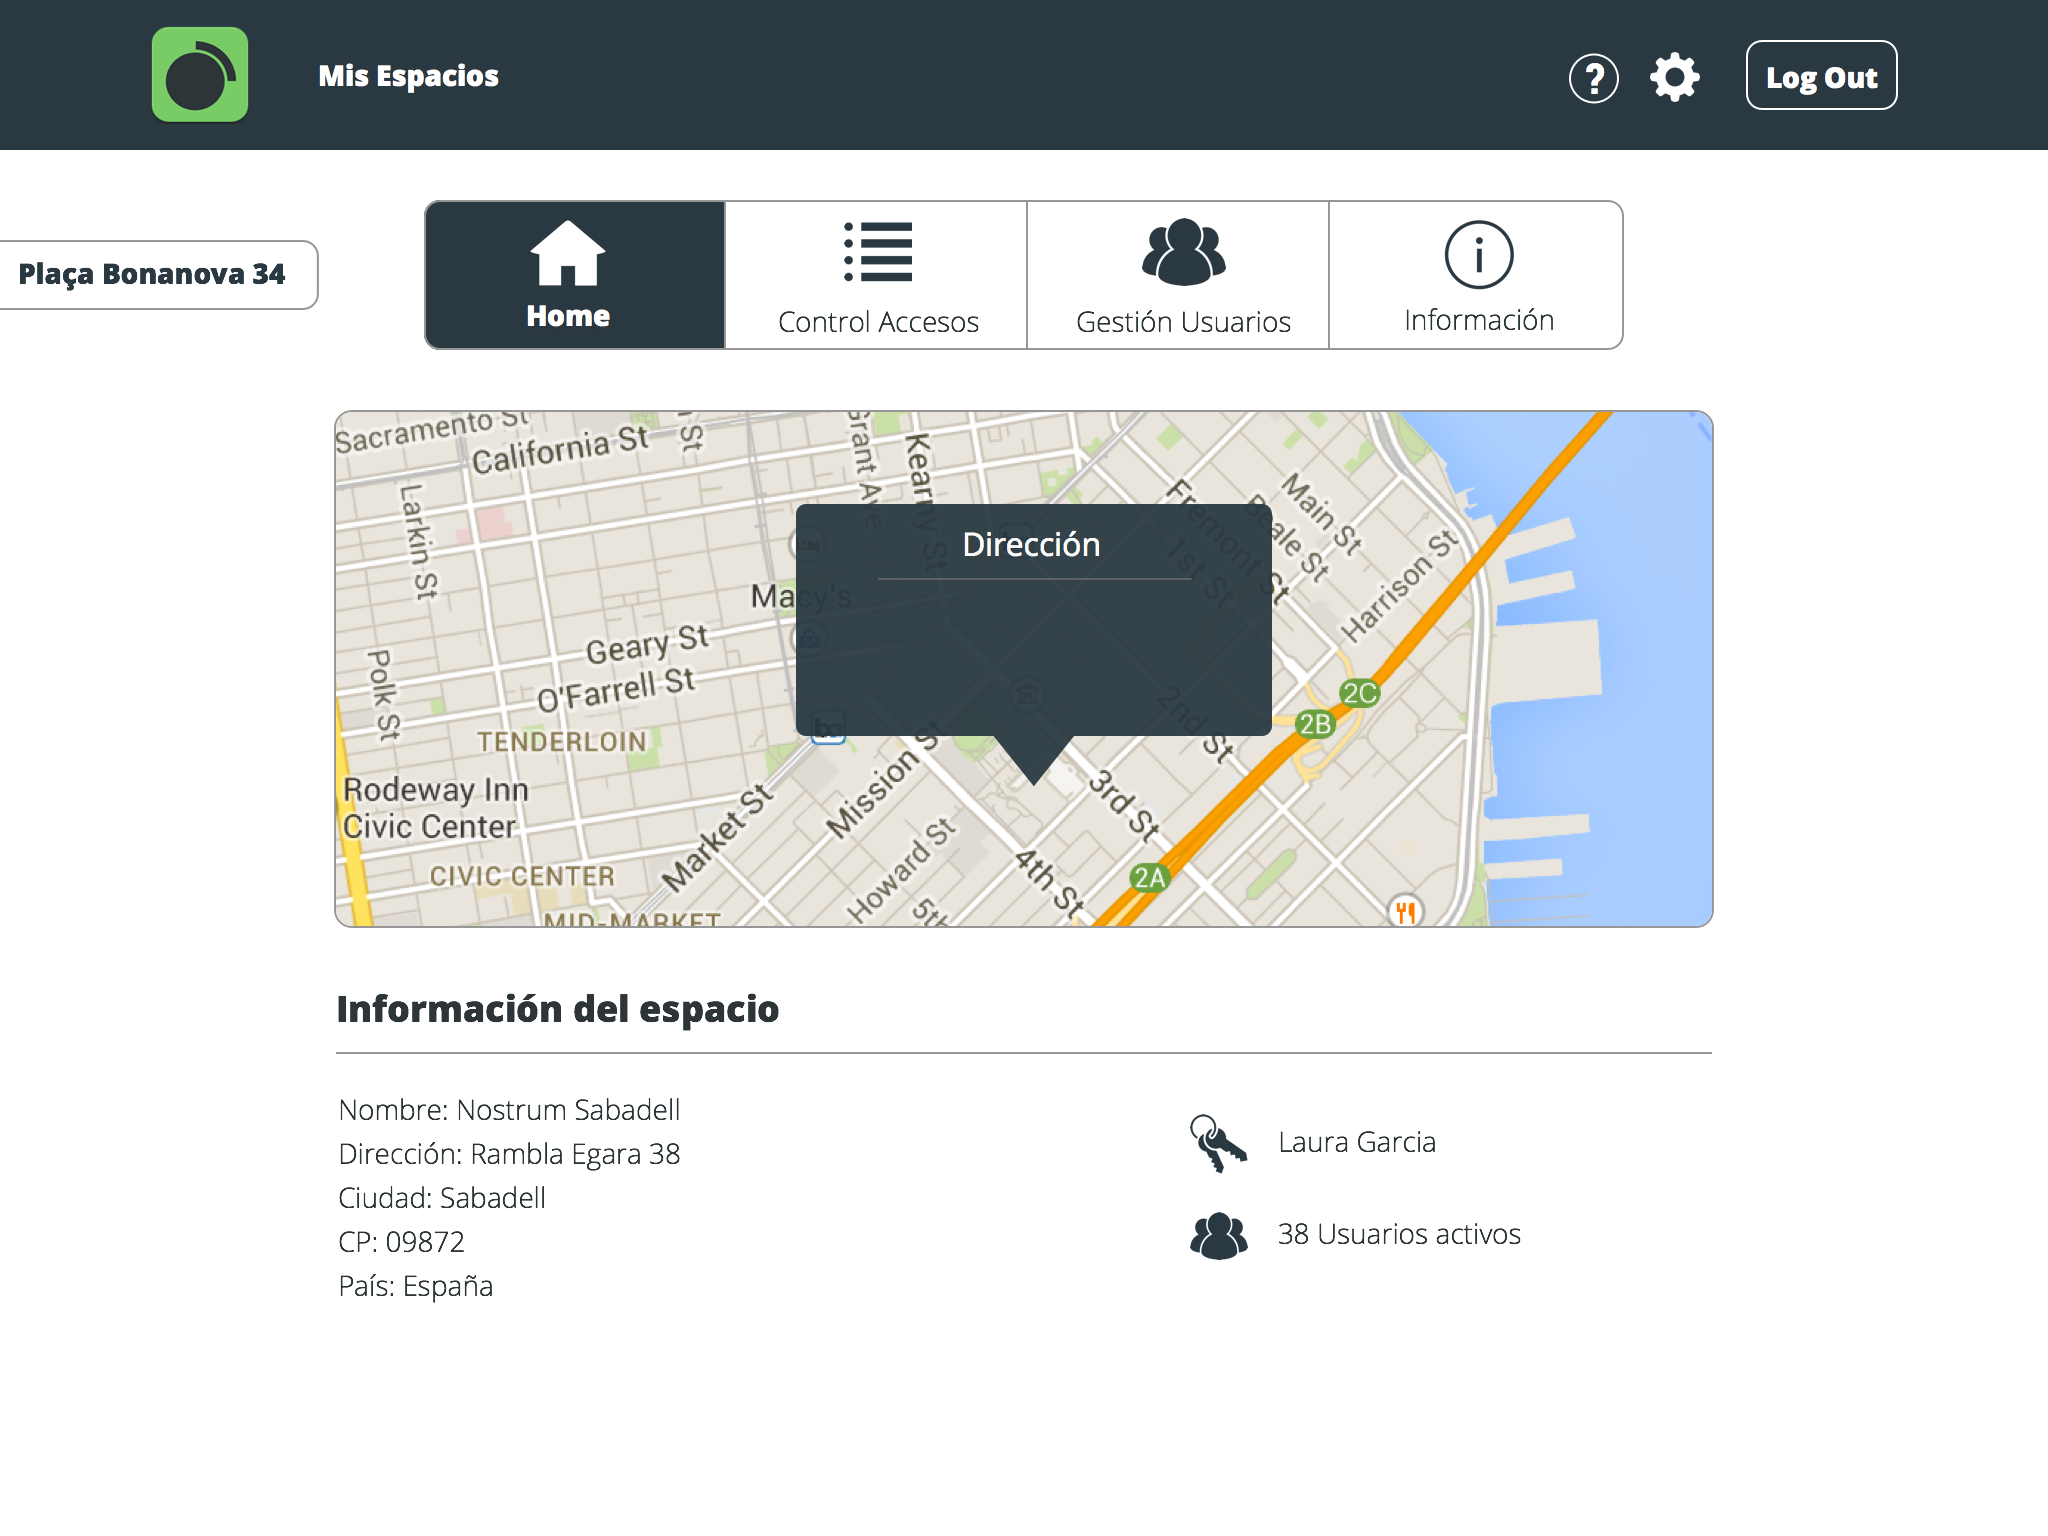 Mis Espacios
?
Log Out
Plaça Bonanova 34
Home
Control Accesos
Gestión Usuarios
i
Información
Sacramento St
California St
St
Grant Ave
Kearny St
Larkin St
Fremont St
Main St
Beale St
1st St
Harrison St
Dirección
Macy's
Geary St
O'Farrell St
Polk St
2nd St
2C
2B
TENDERLOIN
Rodeway Inn
Civic Center
Mission St
Market St
3rd St
Howard St
4th St
2A
CIVIC CENTER
5th
MID-MARKET
Información del espacio
Nombre: Nostrum Sabadell
Dirección: Rambla Egara 38
Ciudad: Sabadell
CP: 09872
País: España
Laura Garcia
38 Usuarios activos